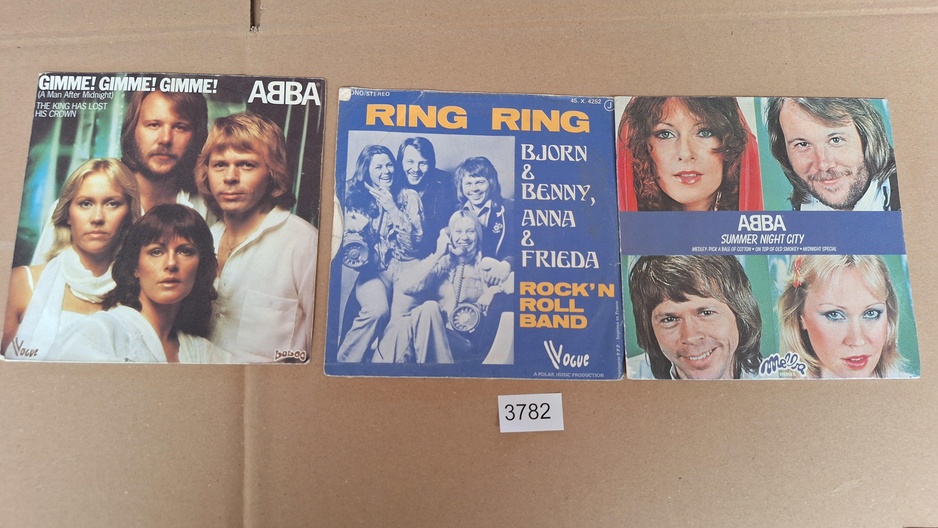 GIMME! GIMME! GIMME!
(A Man After Midnight)
THE KING HAS LOST
HIS CROWN
ABBA
VOGUE
MONO/STEREO
45. X. 4252
J
RING RING
BJORN
&
BENNY,
ANNA
&
FRIEDA
ROCK'N
ROLL
BAND
VOGUE
A POLAR MUSIC PRODUCTION
ABBA
SUMMER NIGHT CITY
MEDLEY: PICK A BALE OF COTTON • ON TOP OF OLD SMOKEY • MIDNIGHT SPECIAL
Melba
3782